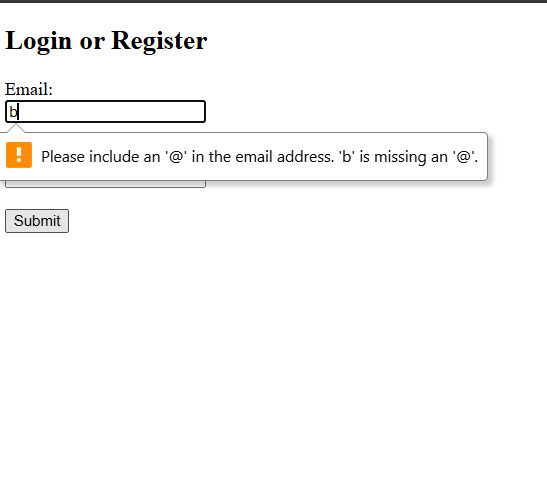 Login or Register
Email:
b
Please include an '@' in the email address. 'b' is missing an '@'.
Submit